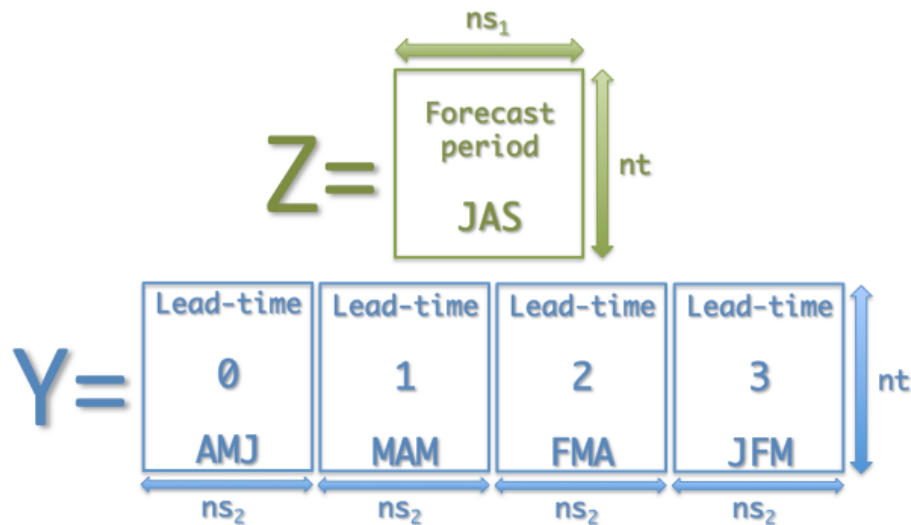 ns₁
Forecast
period
Z=
nt
JAS
Lead-time Lead-time Lead-time Lead-time
Y= 0 1 2 3 nt
AMJ MAM FMA JFM
ns₂ ns₂ ns₂ ns₂